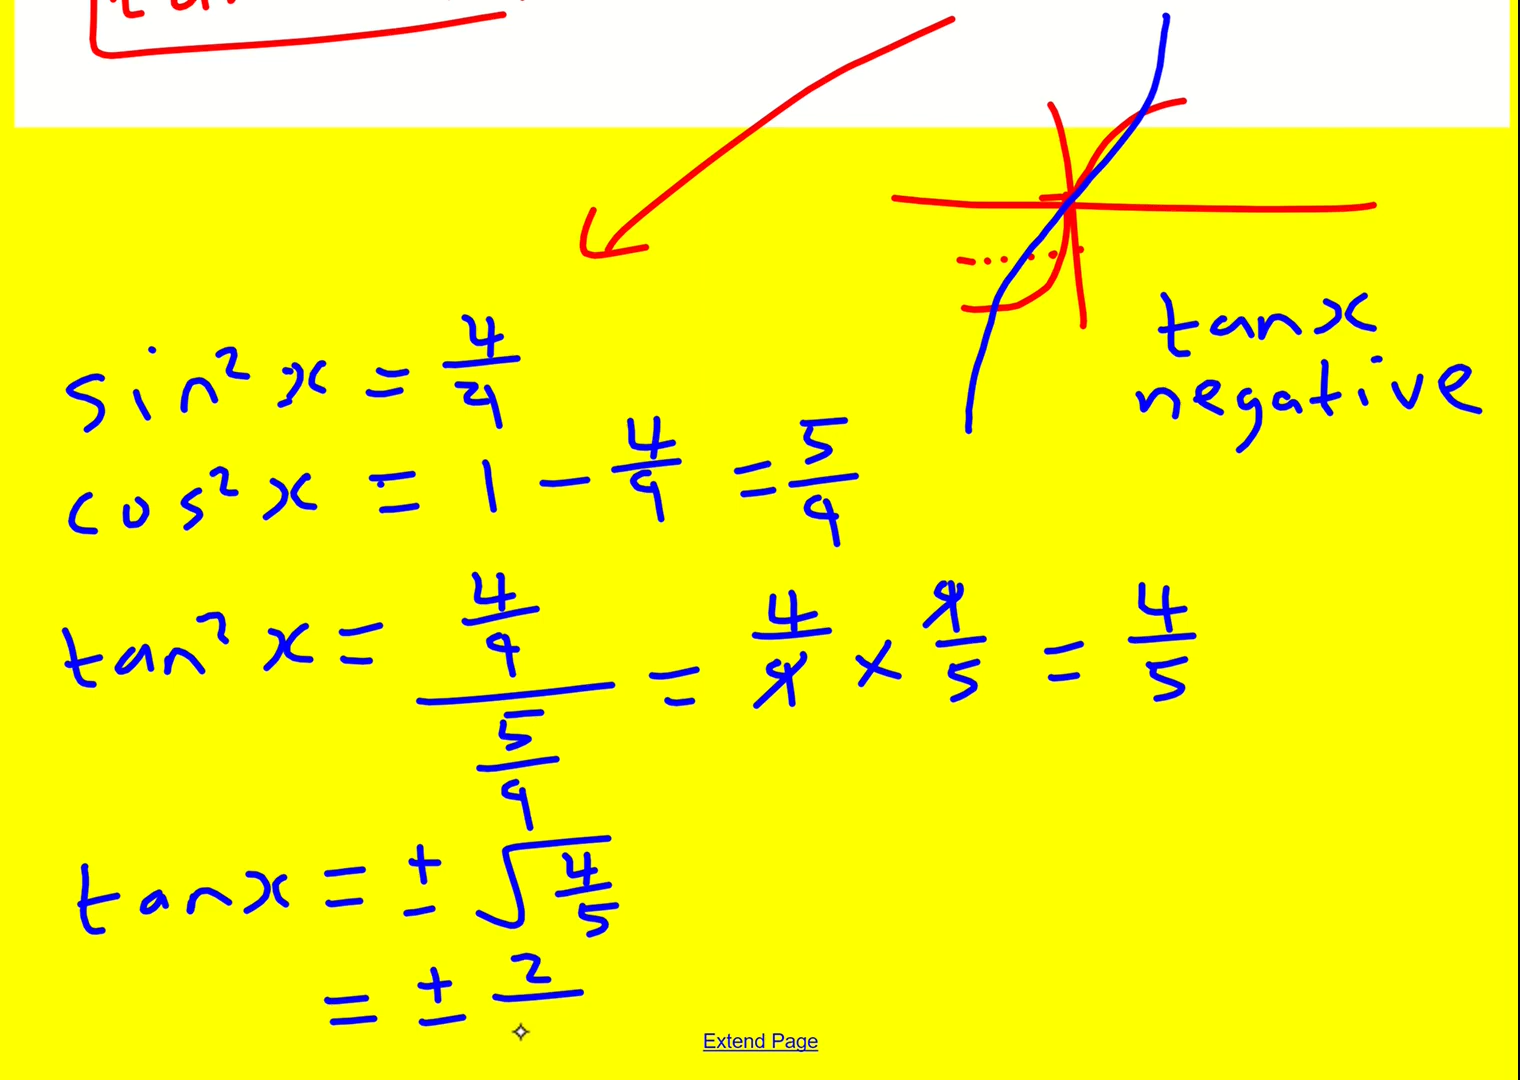 tan
tanx
negative
sin²x = 4/9
cos²x = 1 - 4/9 = 5/9
tan²x = (4/9)/(5/9) = 4/9 × 9/5 = 4/5
tanx = ± √(4/5)
= ± 2/
Extend Page